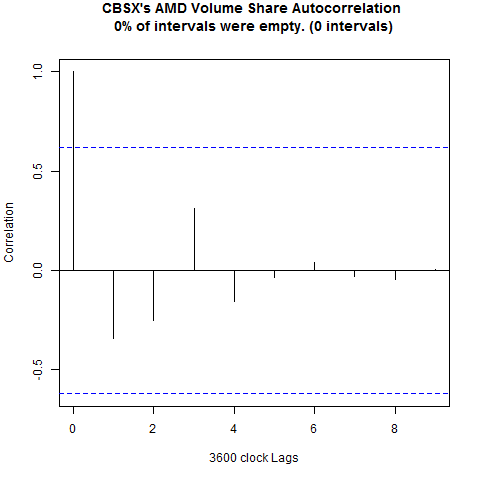 CBSX's AMD Volume Share Autocorrelation
0% of intervals were empty. (0 intervals)
Correlation
1.0
0.5
0.0
-0.5
0 2 4 6 8
3600 clock Lags